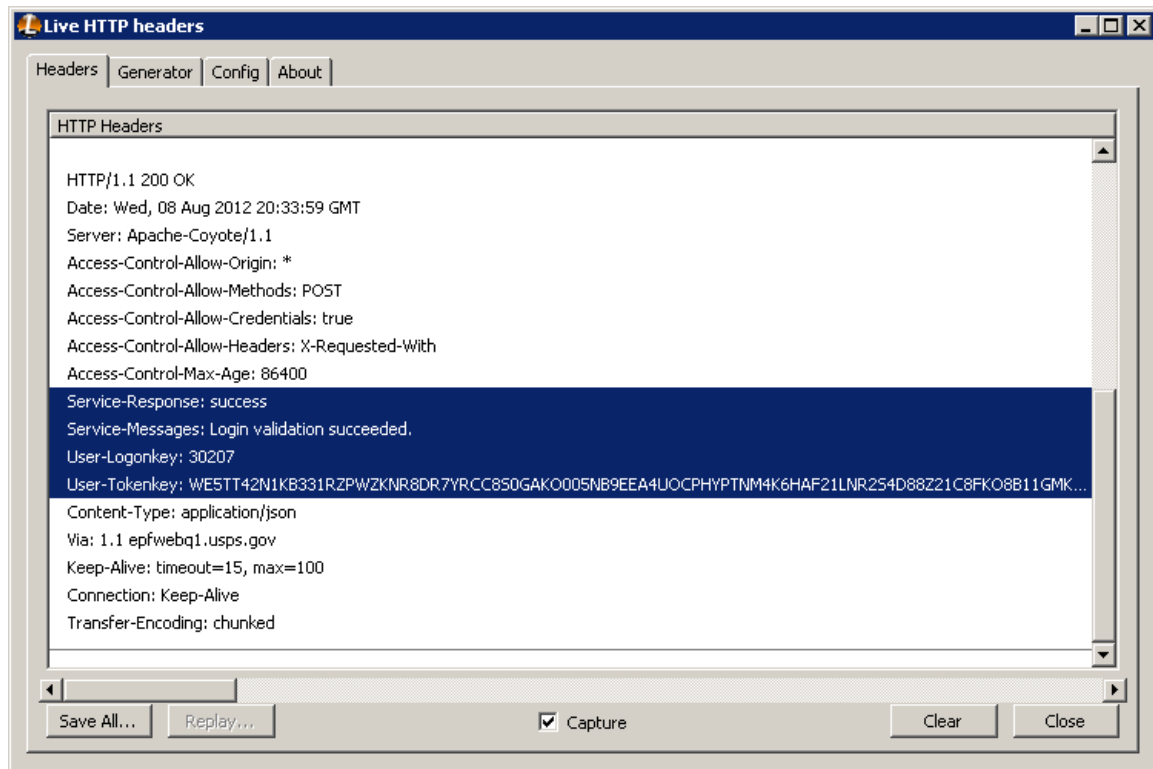 Live HTTP headers
Headers Generator Config About
HTTP Headers
HTTP/1.1 200 OK
Date: Wed, 08 Aug 2012 20:33:59 GMT
Server: Apache-Coyote/1.1
Access-Control-Allow-Origin: *
Access-Control-Allow-Methods: POST
Access-Control-Allow-Credentials: true
Access-Control-Allow-Headers: X-Requested-With
Access-Control-Max-Age: 86400
Service-Response: success
Service-Messages: Login validation succeeded.
User-Logonkey: 30207
User-Tokenkey: WE5TT42N1KB331RZPWZKNR8DR7YRCC8S0GAKO005NB9EEA4UOCPHYPTNM4K6HAF21LNR2S4D88Z21C8FKO8B11GMK...
Content-Type: application/json
Via: 1.1 epfwebq1.usps.gov
Keep-Alive: timeout=15, max=100
Connection: Keep-Alive
Transfer-Encoding: chunked
Save All... Replay... Capture Clear Close